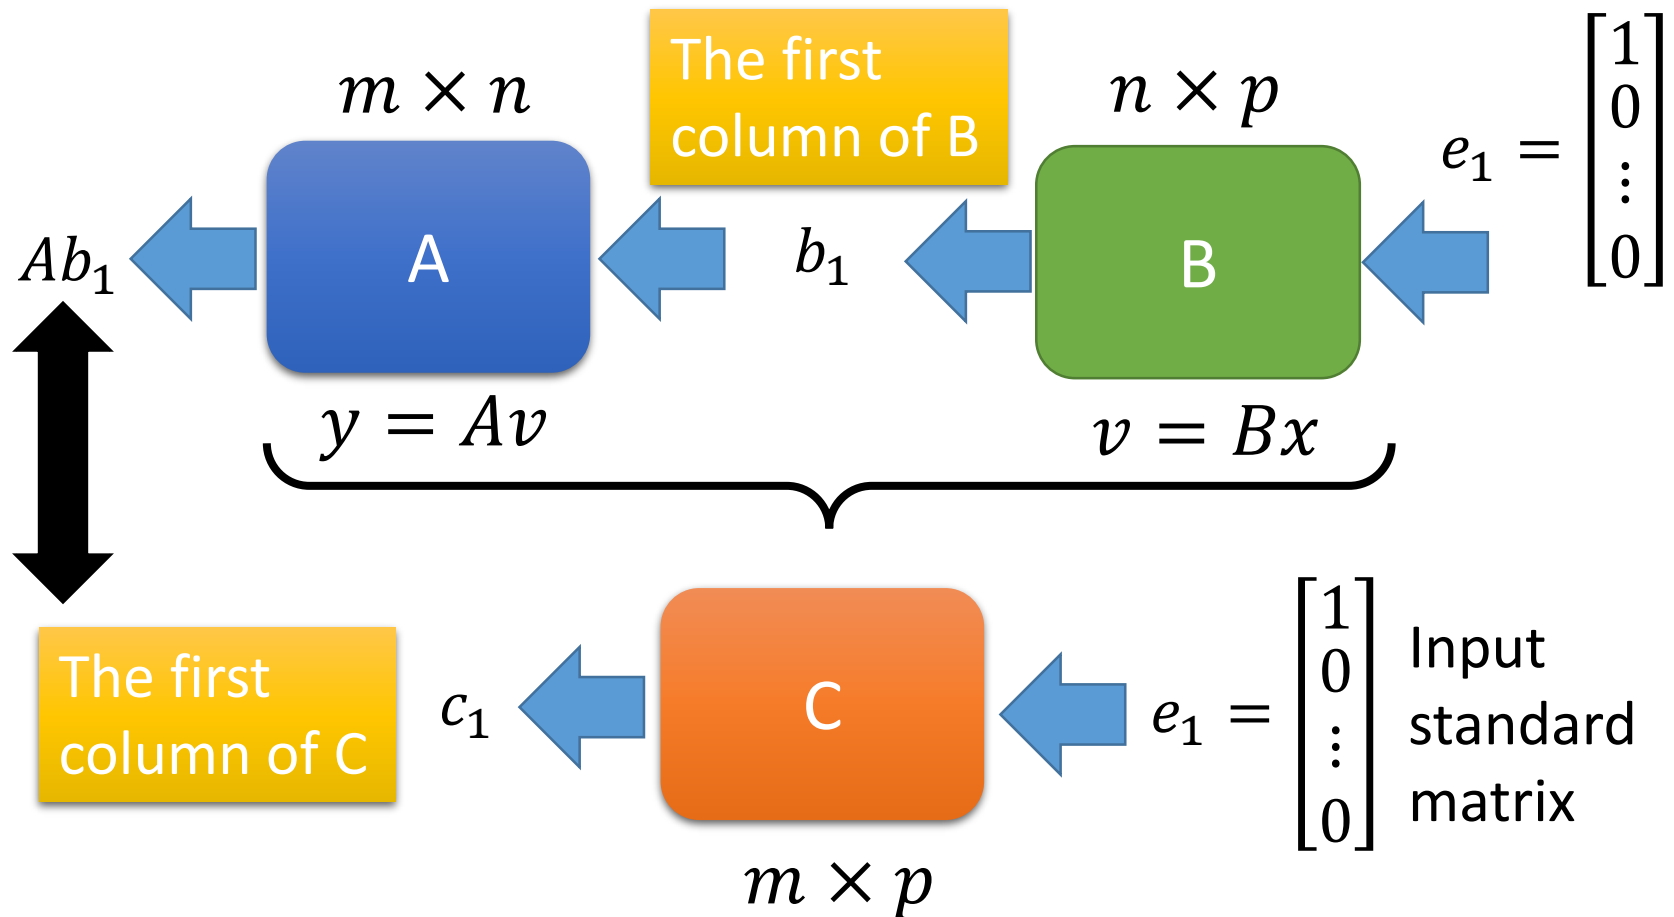 m × n
The first
column of B
n × p
e₁ = [1 0 ⋮ 0]
Ab₁
A
b₁
B
y = Av
v = Bx
The first
column of C
c₁
C
e₁ = [1 0 ⋮ 0]
Input
standard
matrix
m × p